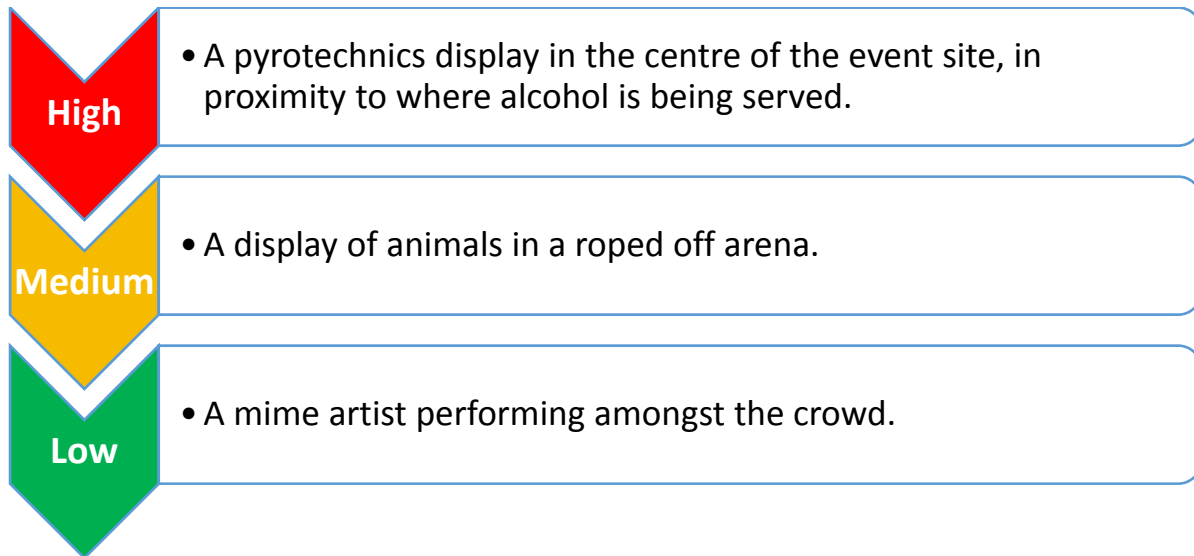 High
• A pyrotechnics display in the centre of the event site, in
proximity to where alcohol is being served.
Medium
• A display of animals in a roped off arena.
Low
• A mime artist performing amongst the crowd.